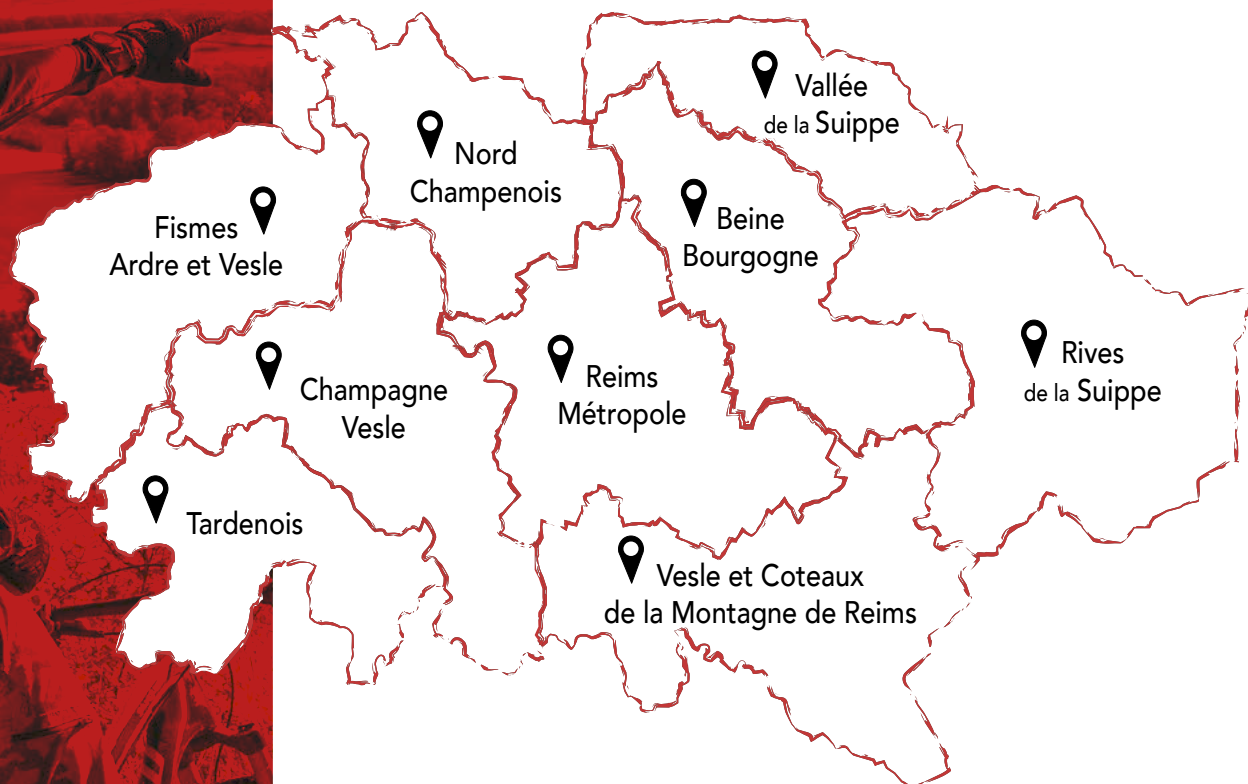 Vallée
de la Suippe
Nord
Champenois
Beine
Bourgogne
Fismes
Ardre et Vesle
Rives
de la Suippe
Champagne
Vesle
Reims
Métropole
Tardenois
Vesle et Coteaux
de la Montagne de Reims